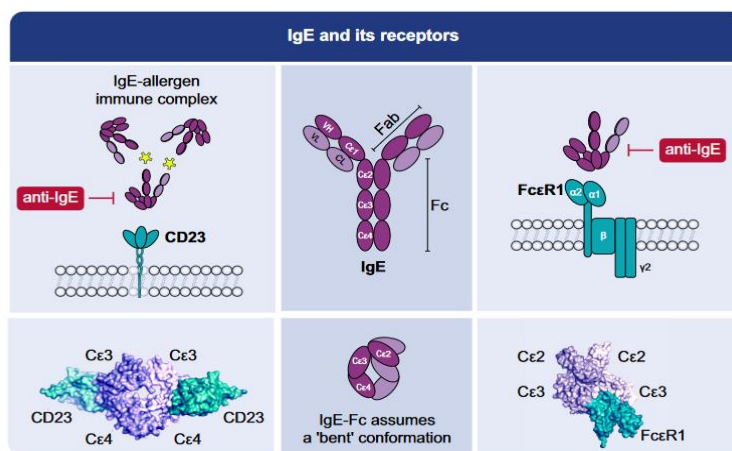 IgE and its receptors
IgE-allergen
immune complex
anti-IgE
CD23
VH
VL
Cε1
CL
Fab
Cε2
Cε3
Cε4
Fc
IgE
anti-IgE
FcεR1
α2
α1
β
γ2
Cε3
Cε3
CD23
CD23
Cε4
Cε4
Cε3
Cε2
Cε4
IgE-Fc assumes
a 'bent' conformation
Cε2
Cε2
Cε3
Cε3
FcεR1